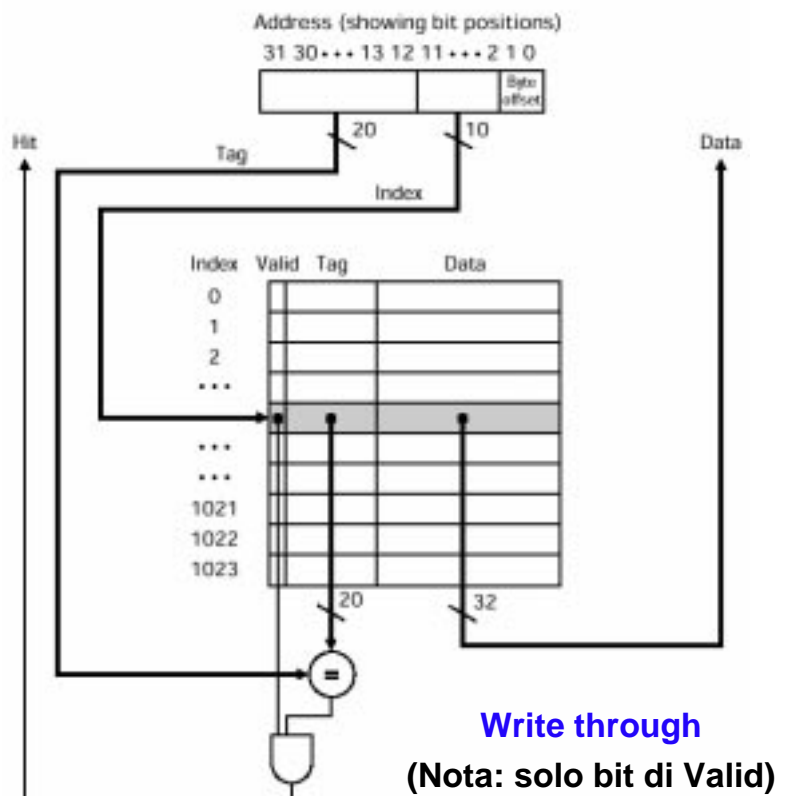 Address (showing bit positions)
31 30 • • • 13 12 11 • • • 2 1 0
Byte
offset
20 10
Hit Data
Tag
Index
Index Valid Tag Data
0
1
2
• • •
• • •
• • •
1021
1022
1023
20 32
=
Write through
(Nota: solo bit di Valid)